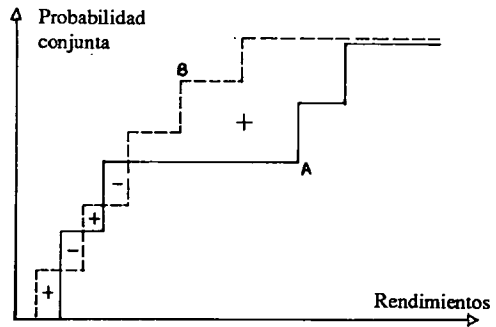 Probabilidad
conjunta
B
+
A
-
+
-
+
Rendimientos